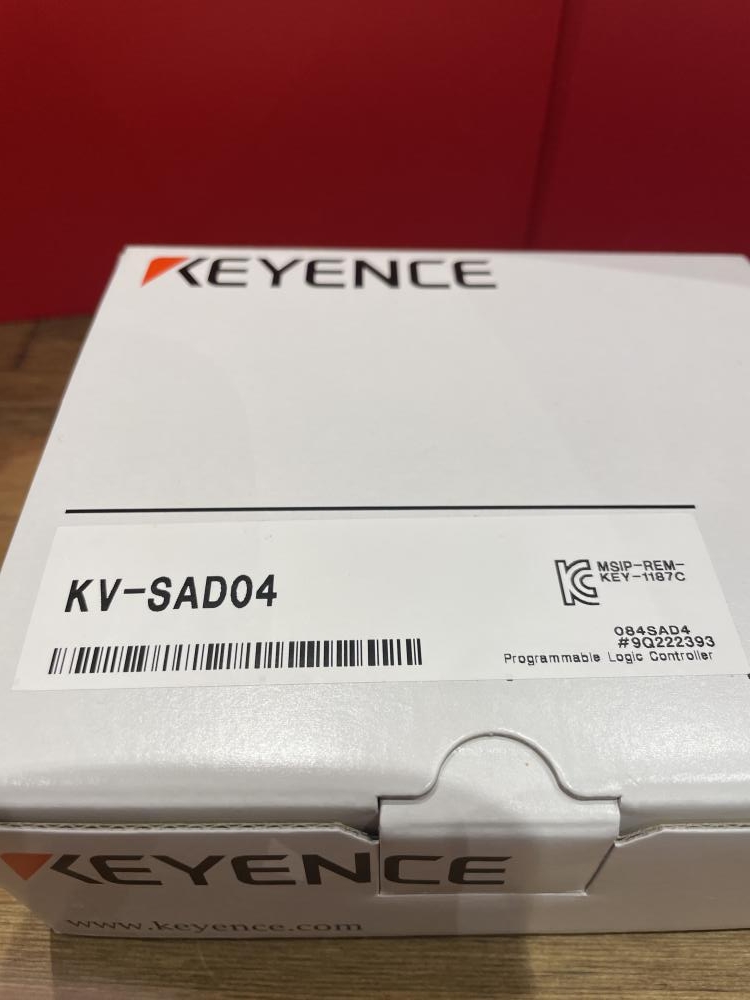 KEYENCE
KV-SAD04
MSIP-REM-
KEY-1187C
084SAD4
#9Q222393
Programmable Logic Controller
KEYENCE
www.keyence.com